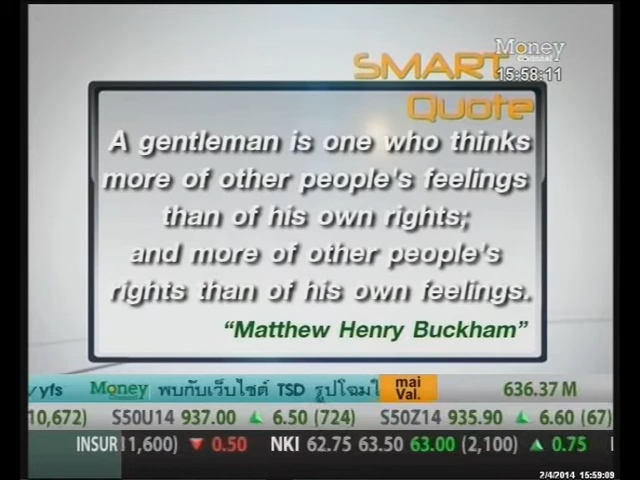 SMART
Money
Channel
15:58:11
Quote
A gentleman is one who thinks
more of other people's feelings
than of his own rights;
and more of other people's
rights than of his own feelings.
“Matthew Henry Buckham”
yfs Money Channel พบกับเว็บไซต์ TSD รูปโฉมใ mai Val. 636.37 M
10,672) S50U14 937.00 ▲ 6.50 (724) S50Z14 935.90 ▲ 6.60 (67)
INSUR (1,600) ▼ 0.50 NKI 62.75 63.50 63.00 (2,100) ▲ 0.75
2/4/2014 15:59:09